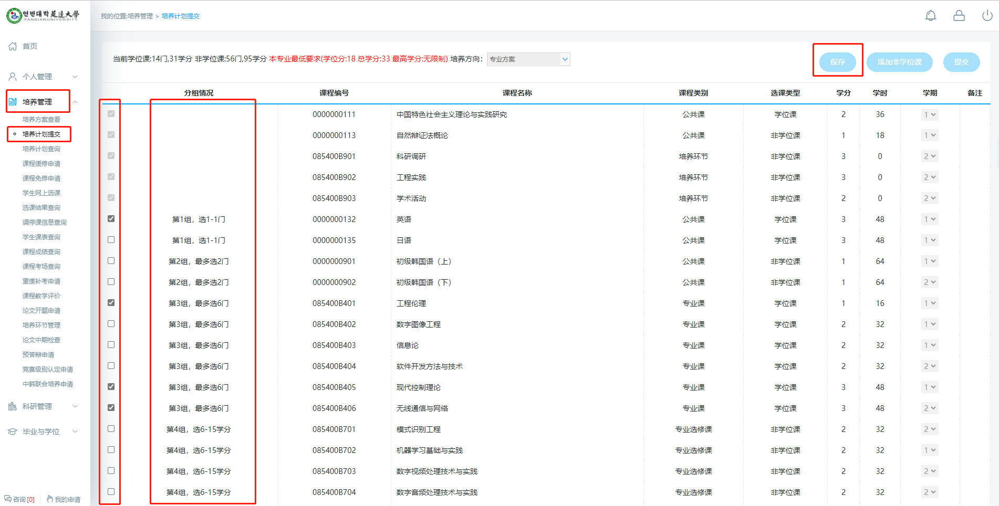 연변대학 延边大學
YANBIANUNIVERSITY
我的位置:培养管理 > 培养计划提交
首页
个人管理
培养管理
培养方案查看
培养计划提交
培养计划查询
课程缓修申请
课程免修申请
学生网上选课
选课结果查询
调停课信息查询
学生课表查询
课程成绩查询
课程考场查询
重缓补考申请
课程教学评价
论文开题申请
培养环节管理
论文中期检查
预答辩申请
竞赛级别认定申请
中韩联合培养申请
科研管理
毕业与学位
咨询[0] 我的申请
当前学位课:14门,31学分 非学位课:56门,95学分 本专业最低要求(学位分:18 总学分:33 最高学分:无限制) 培养方向: 专业方案
保存 添加非学位课 提交
分组情况 课程编号 课程名称 课程类别 选课类型 学分 学时 学期 备注
0000000111 中国特色社会主义理论与实践研究 公共课 学位课 2 36 1
0000000113 自然辩证法概论 公共课 非学位课 1 18 1
085400B901 科研调研 培养环节 非学位课 3 0 2
085400B902 工程实践 培养环节 非学位课 3 0 2
085400B903 学术活动 培养环节 非学位课 2 0 2
第1组，选1-1门 0000000132 英语 公共课 学位课 3 48 1
第1组，选1-1门 0000000135 日语 公共课 学位课 3 48 1
第2组，最多选2门 0000000901 初级韩国语（上） 公共课 非学位课 1 64 1
第2组，最多选2门 0000000902 初级韩国语（下） 公共课 非学位课 1 64 2
第3组，最多选6门 085400B401 工程伦理 专业课 学位课 1 16 1
第3组，最多选6门 085400B402 数字图像工程 专业课 学位课 2 32 1
第3组，最多选6门 085400B403 信息论 专业课 学位课 2 32 1
第3组，最多选6门 085400B404 软件开发方法与技术 专业课 学位课 2 32 2
第3组，最多选6门 085400B405 现代控制理论 专业课 学位课 3 48 1
第3组，最多选6门 085400B406 无线通信与网络 专业课 学位课 3 48 2
第4组，选6-15学分 085400B701 模式识别工程 专业选修课 非学位课 2 32 2
第4组，选6-15学分 085400B702 机器学习基础与实践 专业选修课 非学位课 2 32 1
第4组，选6-15学分 085400B703 数字视频处理技术与实践 专业选修课 非学位课 2 32 2
第4组，选6-15学分 085400B704 数字音频处理技术与实践 专业选修课 非学位课 2 32 2